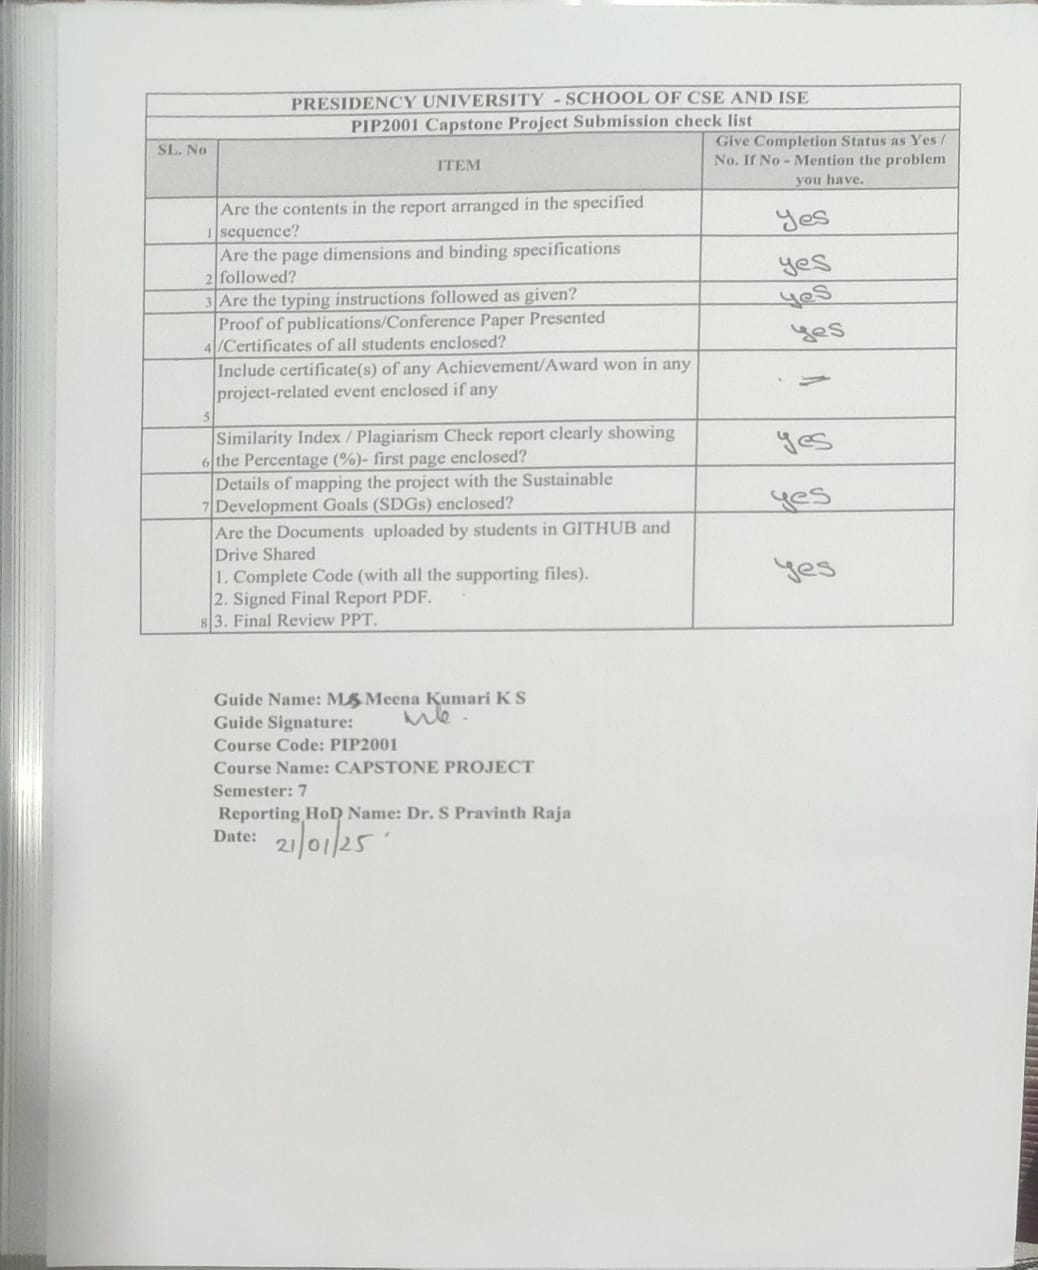 PRESIDENCY UNIVERSITY - SCHOOL OF CSE AND ISE
PIP2001 Capstone Project Submission check list
SL. No
ITEM
Give Completion Status as Yes /
No. If No - Mention the problem
you have.
Are the contents in the report arranged in the specified
1 sequence?
yes
Are the page dimensions and binding specifications
2 followed?
yes
3 Are the typing instructions followed as given?
yes
Proof of publications/Conference Paper Presented
4 /Certificates of all students enclosed?
yes
Include certificate(s) of any Achievement/Award won in any
project-related event enclosed if any
5
Similarity Index / Plagiarism Check report clearly showing
6 the Percentage (%)- first page enclosed?
yes
Details of mapping the project with the Sustainable
7 Development Goals (SDGs) enclosed?
yes
Are the Documents uploaded by students in GITHUB and
Drive Shared
1. Complete Code (with all the supporting files).
2. Signed Final Report PDF.
8 3. Final Review PPT.
yes
Guide Name: Ms Meena Kumari K S
Guide Signature:
Course Code: PIP2001
Course Name: CAPSTONE PROJECT
Semester: 7
Reporting HoD Name: Dr. S Pravinth Raja
Date: 21/01/25